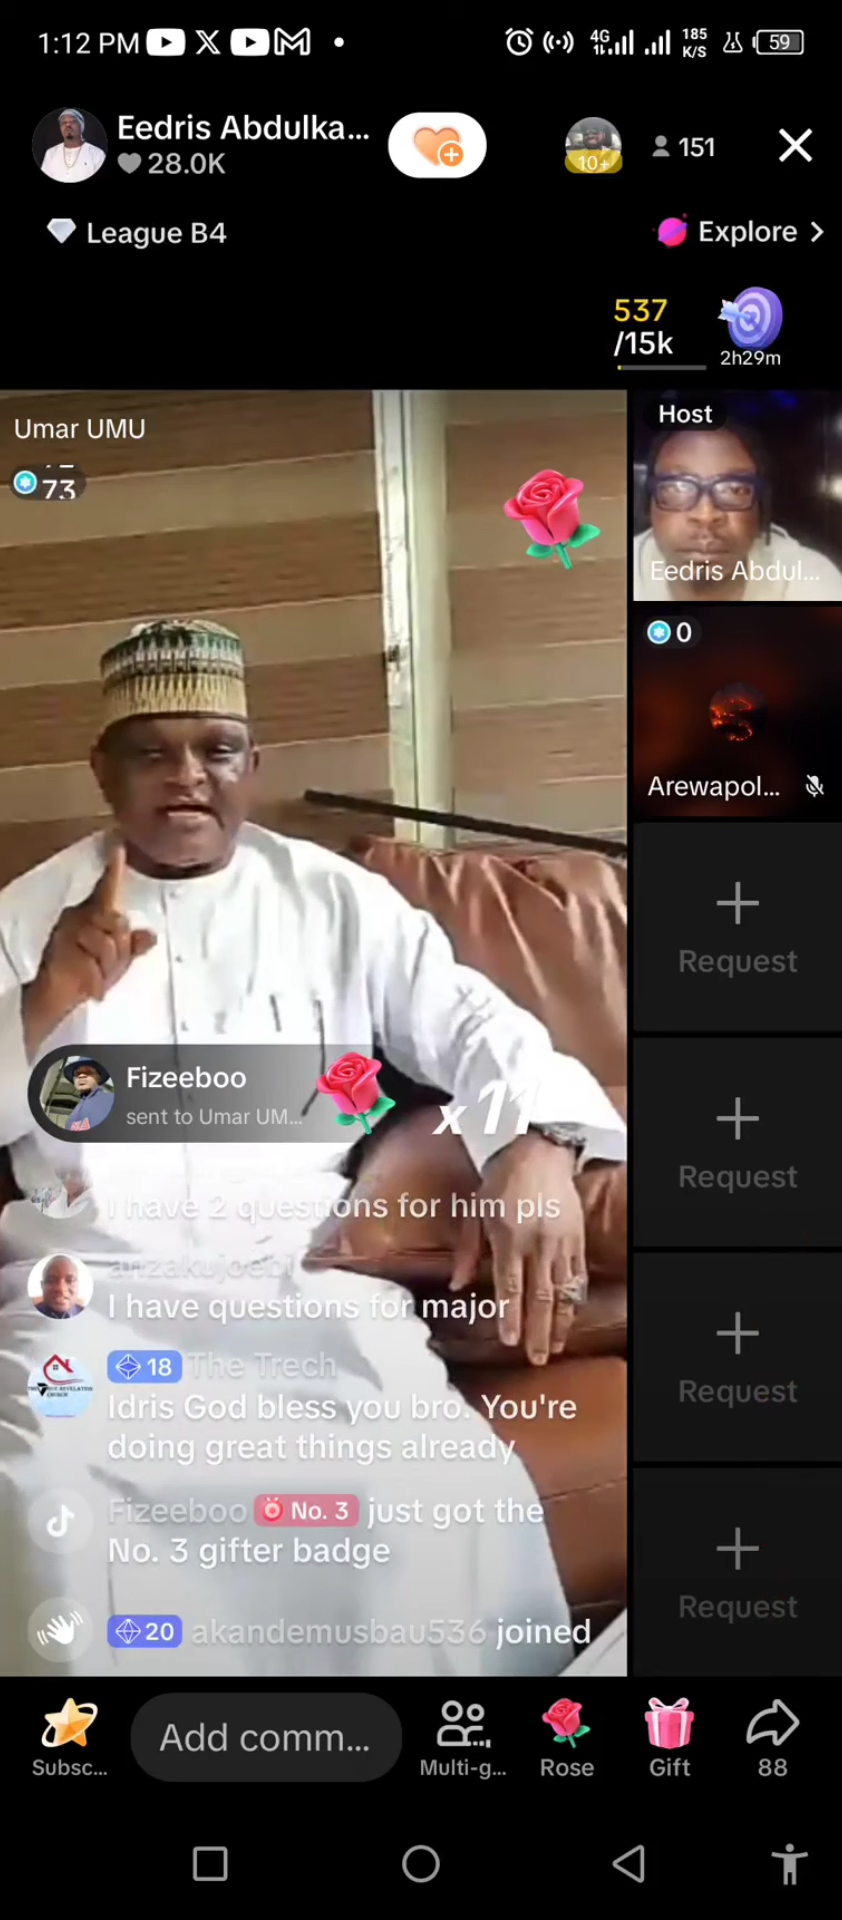 1:12 PM
4G
185
K/S
59
Eedris Abdulka...
28.0K
10+
151
League B4
Explore
537
/15k
2h29m
Umar UMU
73
Host
Eedris Abdul...
0
Arewapol...
Request
Request
Request
Request
Fizeeboo
sent to Umar UM...
x11
I have 2 questions for him pls
anzakujoebi
I have questions for major
18 The Trech
Idris God bless you bro. You're
doing great things already
Fizeeboo No. 3 just got the
No. 3 gifter badge
20 akandemusbau536 joined
Subsc...
Add comm...
Multi-g...
Rose
Gift
88